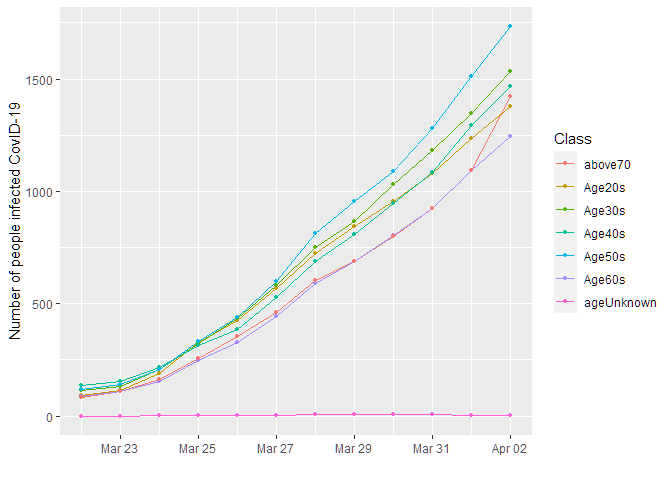 Number of people infected CovID-19
1500
1000
500
0
Mar 23
Mar 25
Mar 27
Mar 29
Mar 31
Apr 02
Class
above70
Age20s
Age30s
Age40s
Age50s
Age60s
ageUnknown